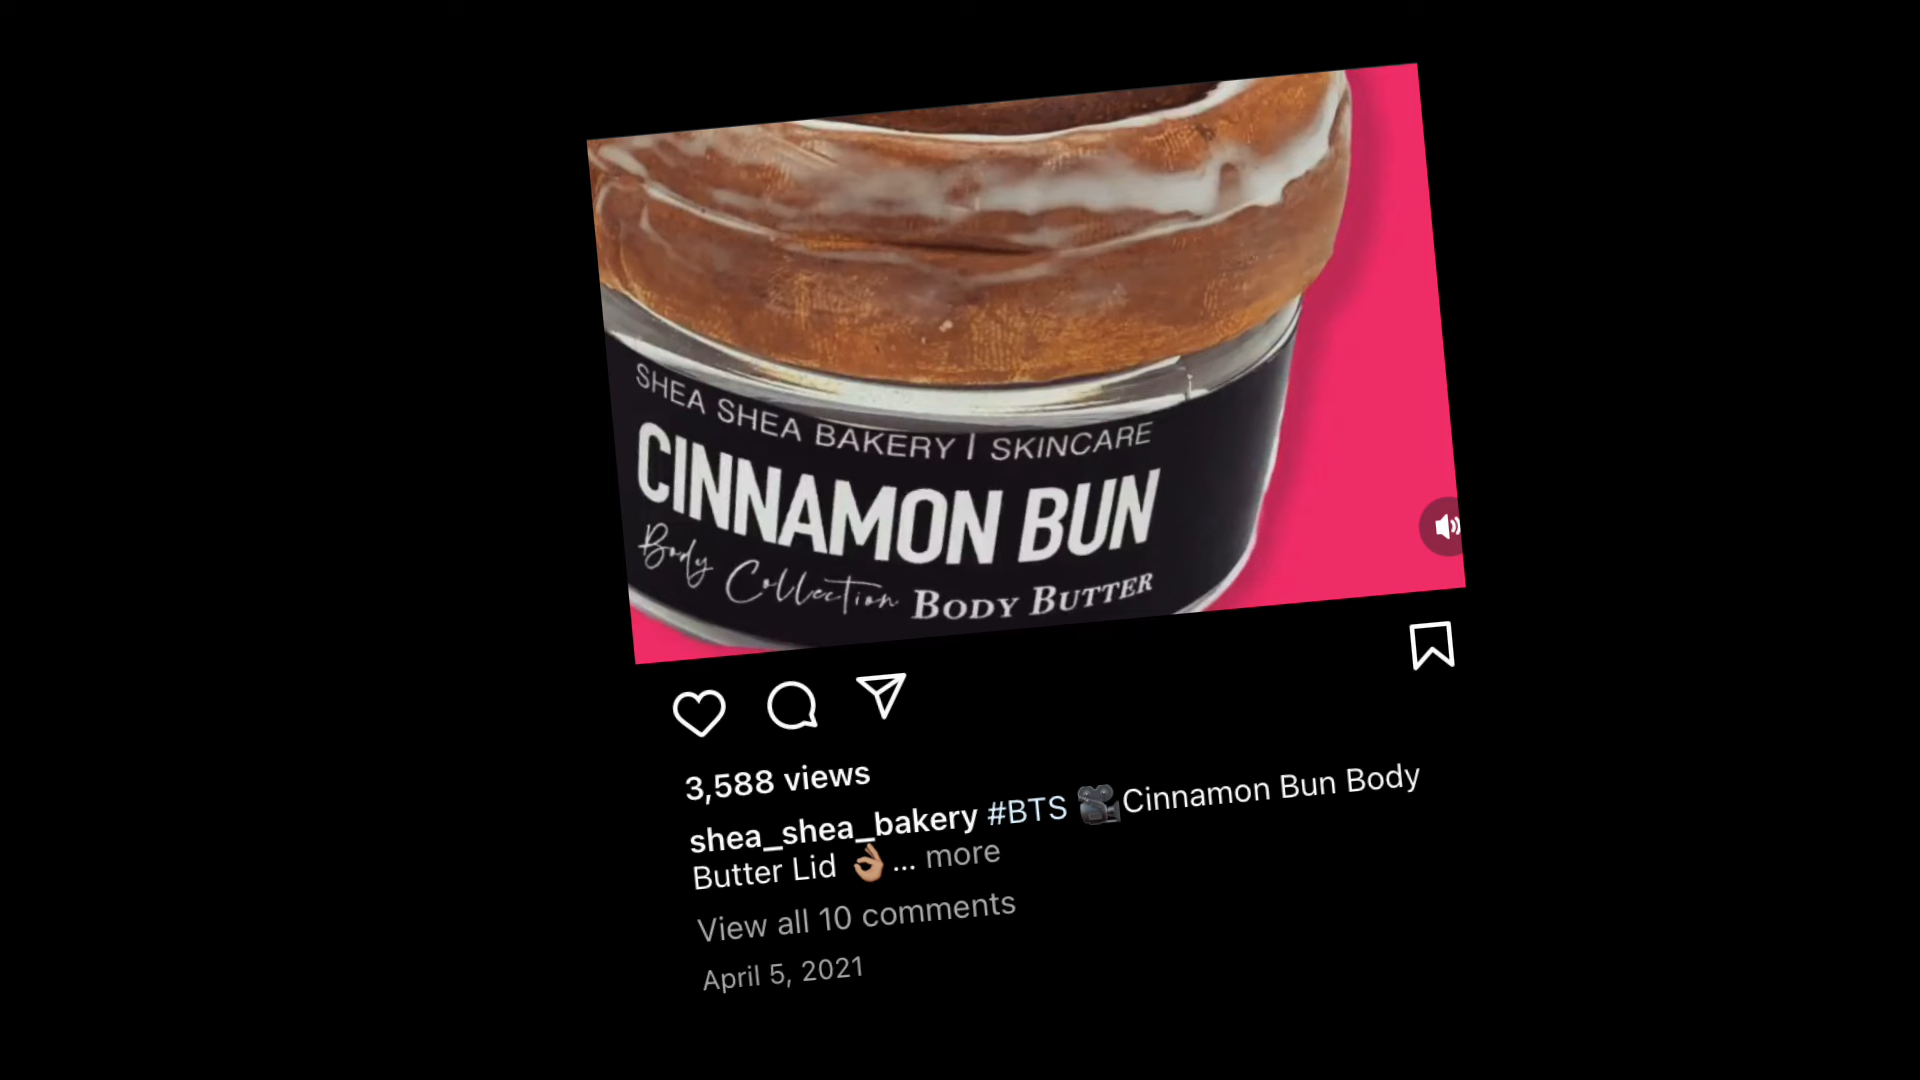 SHEA SHEA BAKERY | SKINCARE
CINNAMON BUN
Body Collection BODY BUTTER
3,588 views
shea_shea_bakery #BTS 🎥Cinnamon Bun Body
Butter Lid 👌🏽... more
View all 10 comments
April 5, 2021